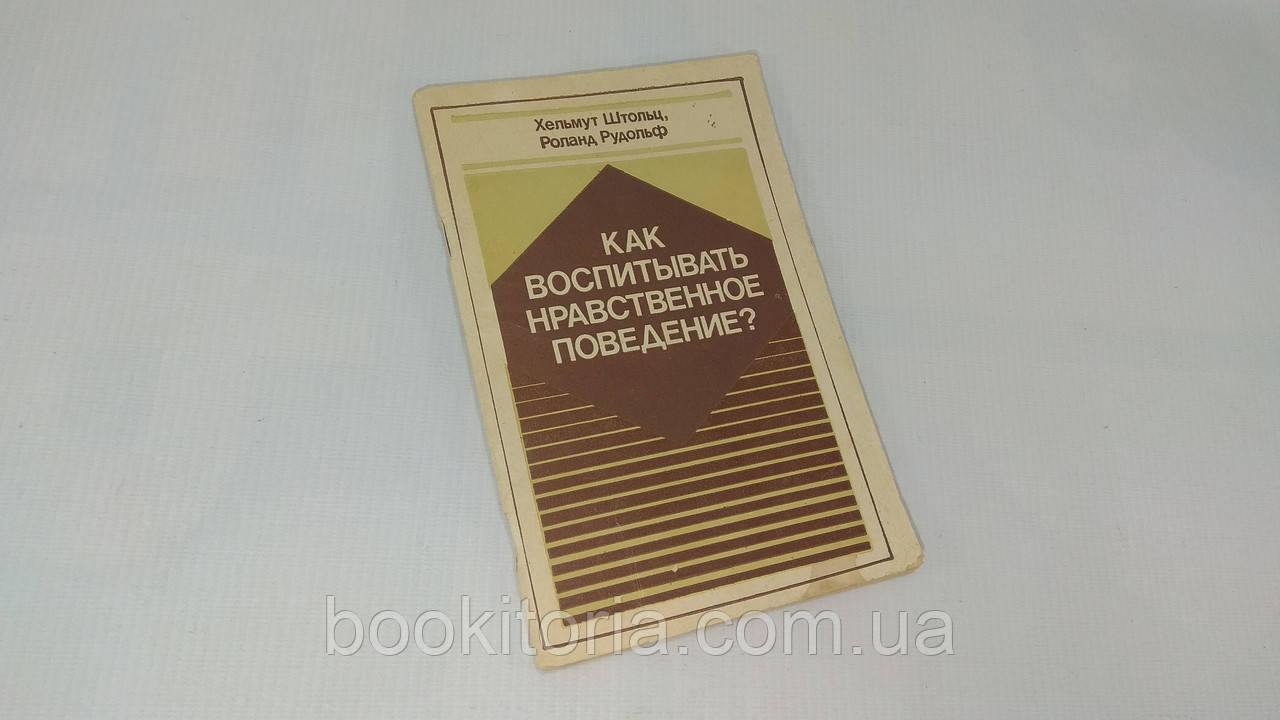 Хельмут Штольц,
Роланд Рудольф
КАК
ВОСПИТЫВАТЬ
НРАВСТВЕННОЕ
ПОВЕДЕНИЕ?
bookitoria.com.ua